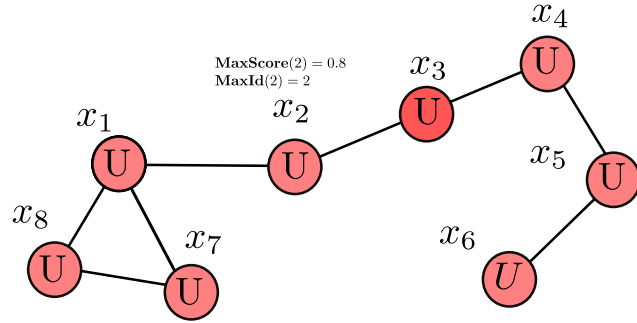 x₄
MaxScore(2) = 0.8
MaxId(2) = 2
x₃
U
x₂
U
x₁
U
U
x₅
U
x₈
x₇
x₆
U
U
U